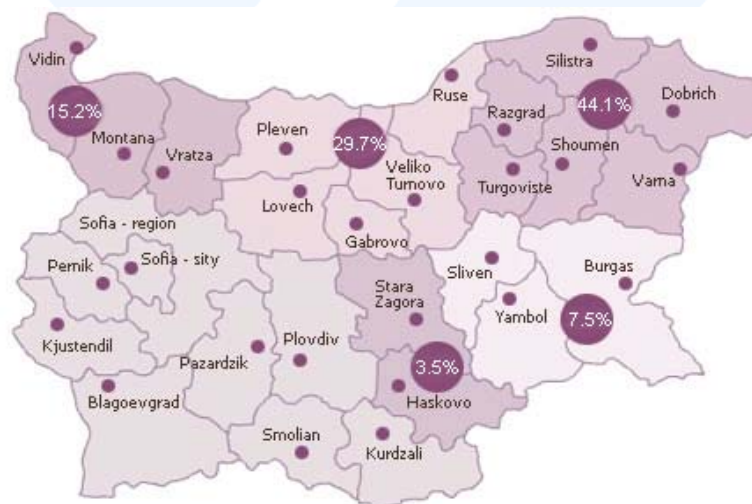 Vidin
Silistra
Ruse
Dobrich
15.2%
44.1%
Razgrad
Pleven
29.7%
Montana
Shoumen
Vratza
Veliko
Turnovo
Turgoviste
Varna
Lovech
Sofia - region
Gabrovo
Sofia - sity
Pernik
Sliven
Burgas
Stara
Zagora
Yambol
7.5%
Kjustendil
Plovdiv
Pazardzik
3.5%
Blagoevgrad
Haskovo
Smolian
Kurdzali